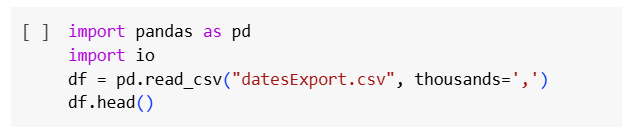 [ ] import pandas as pd
import io
df = pd.read_csv("datesExport.csv", thousands=',')
df.head()